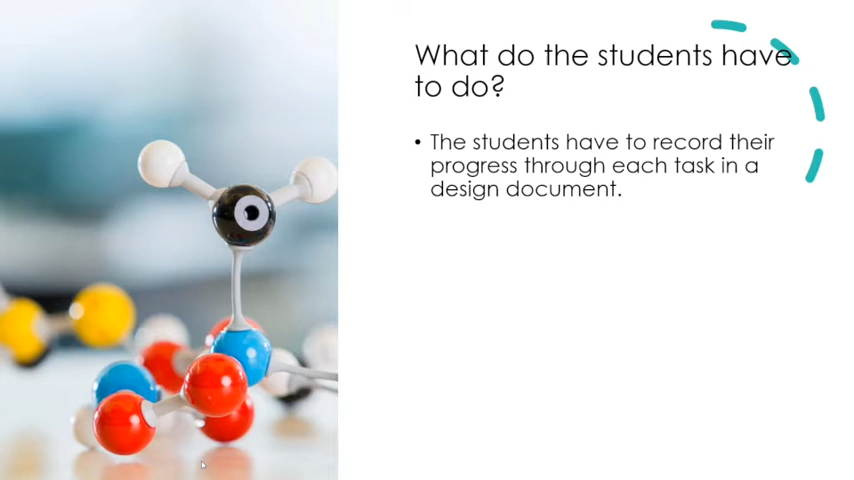 What do the students have
to do?
• The students have to record their
progress through each task in a
design document.